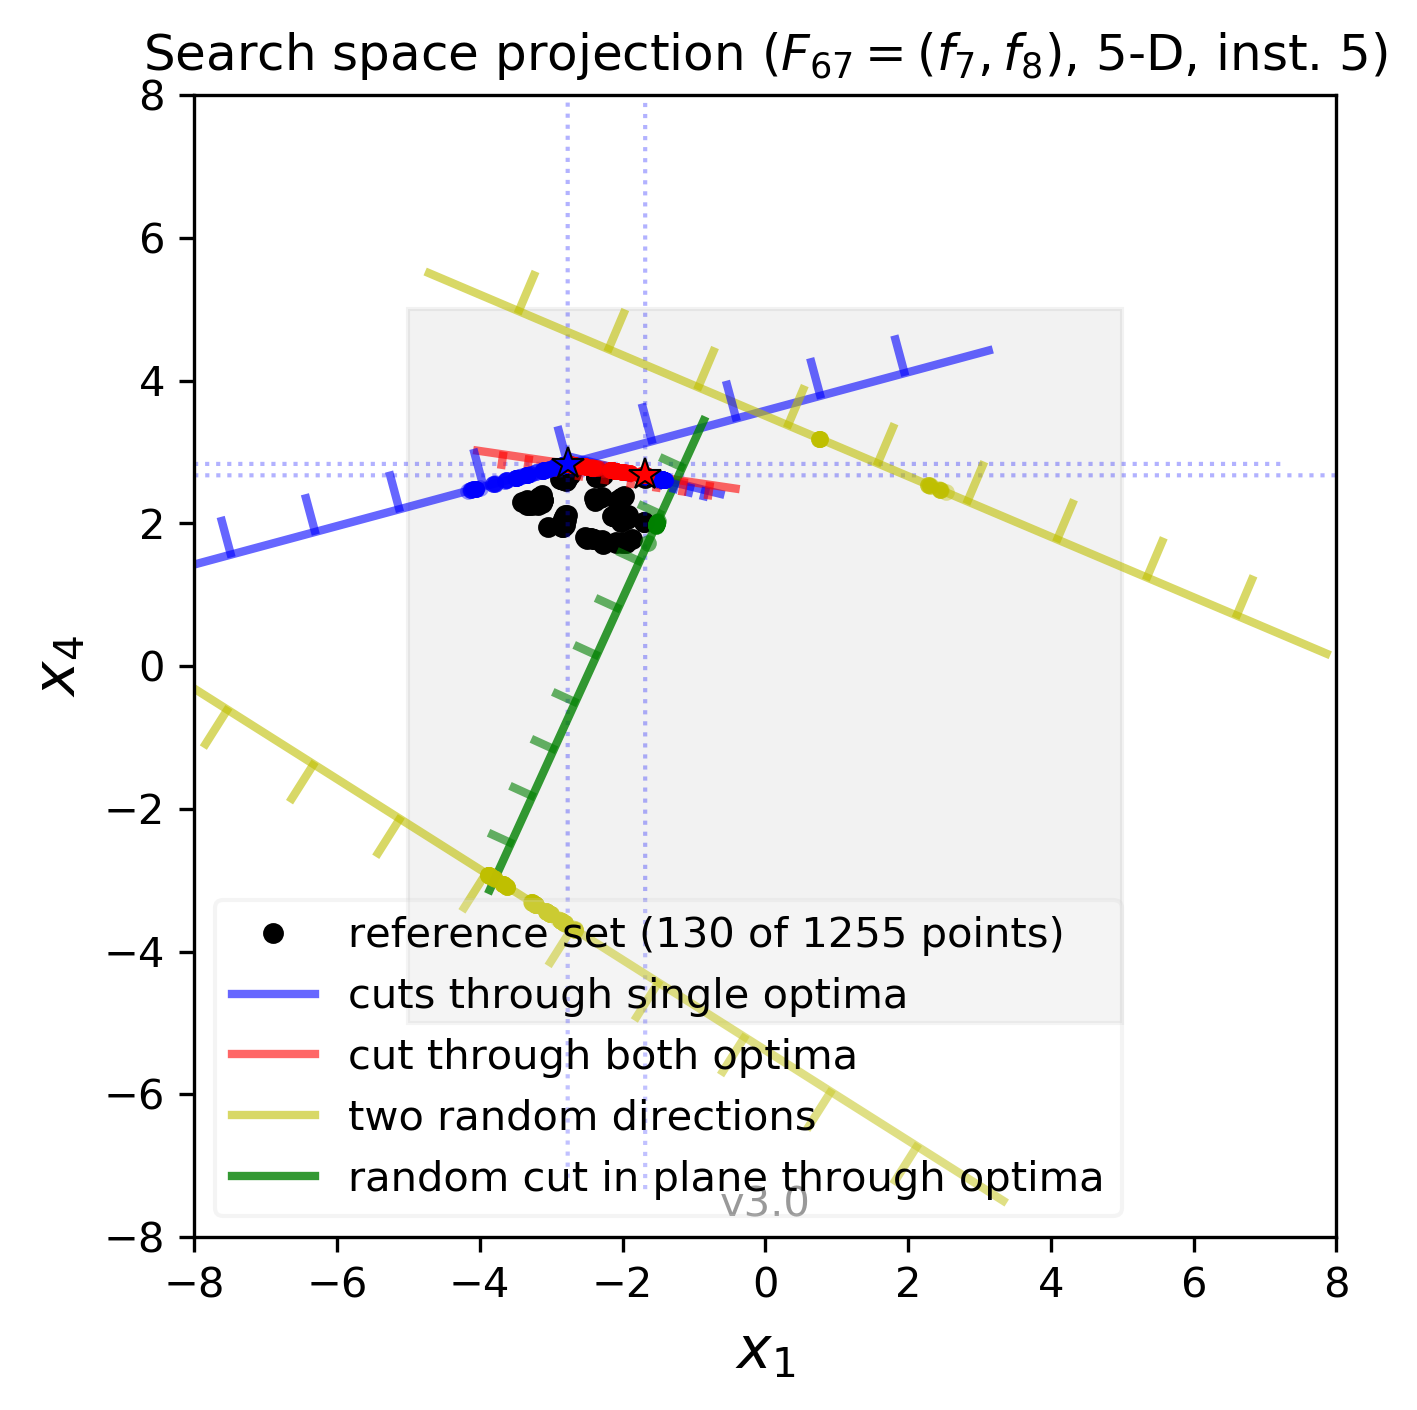 Search space projection (F₆₇ = (f₇, f₈), 5-D, inst. 5)
8
6
4
2
0
−2
−4
−6
−8
x₄
reference set (130 of 1255 points)
cuts through single optima
cut through both optima
two random directions
random cut in plane through optima
v3.0
−8 −6 −4 −2 0 2 4 6 8
x₁